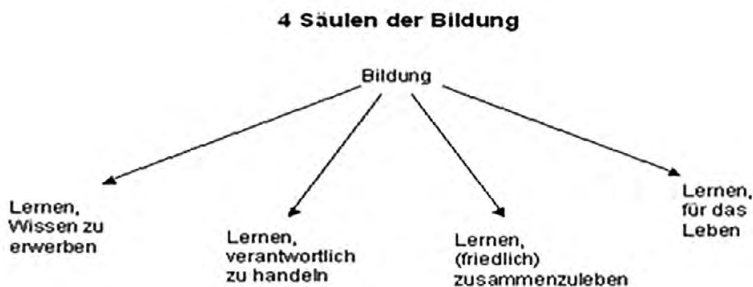 4 Säulen der Bildung
Bildung
Lernen,
Wissen zu
erwerben
Lernen,
verantwortlich
zu handeln
Lernen,
(friedlich)
zusammenzuleben
Lernen,
für das
Leben